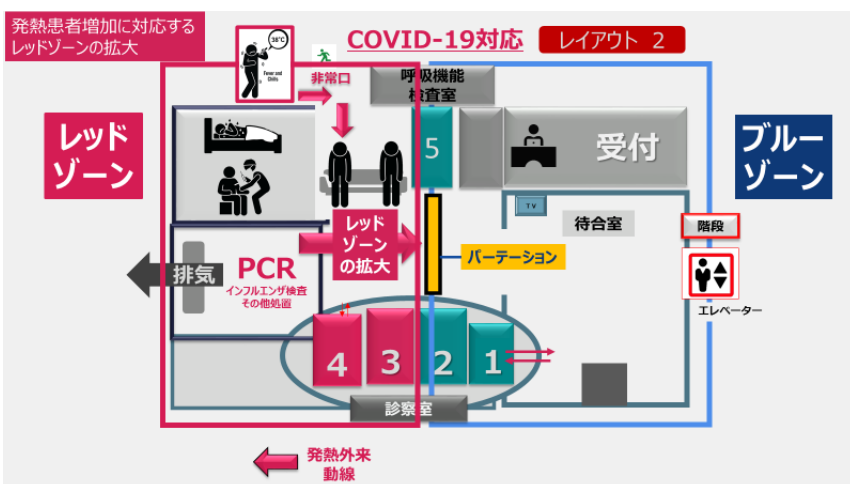 発熱患者増加に対応する
レッドゾーンの拡大
COVID-19対応
レイアウト 2
38°C
Fever and
Chills
非常口
呼吸機能
検査室
レッド
ゾーン
5
受付
ブルー
ゾーン
TV
待合室
階段
レッド
ゾーン
の拡大
パーテーション
排気
PCR
インフルエンザ検査
その他処置
エレベーター
4
3
2
1
診察室
発熱外来
動線